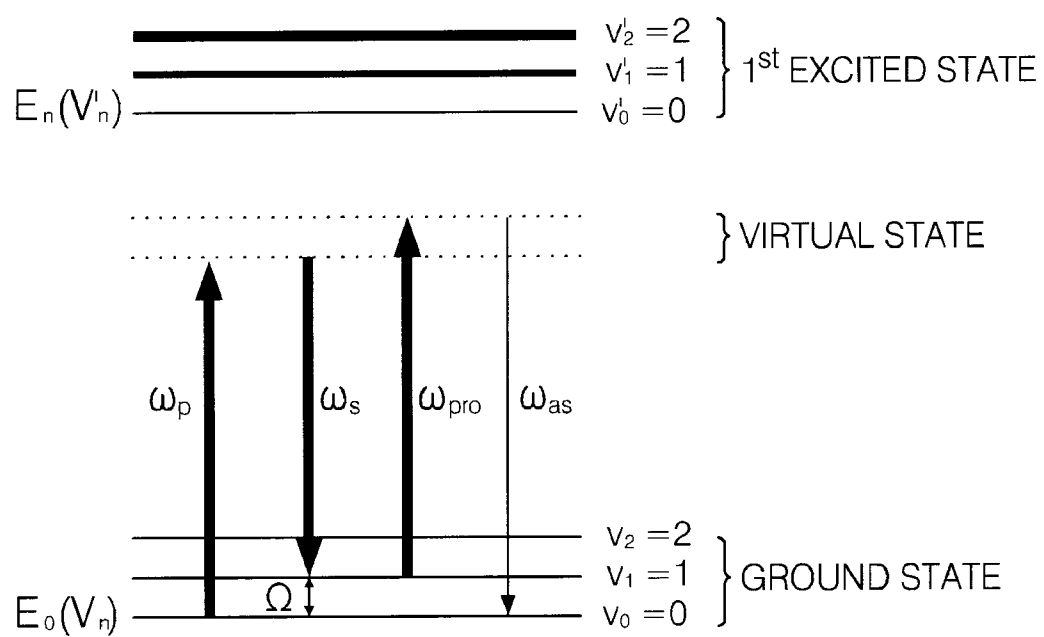 V'₂ = 2
V'₁ = 1
} 1st EXCITED STATE
Eₙ(V'ₙ)
V'₀ = 0
} VIRTUAL STATE
ωₚ ωₛ ωpro ωas
V₂ = 2
V₁ = 1
} GROUND STATE
Ω
E₀(Vₙ)
V₀ = 0